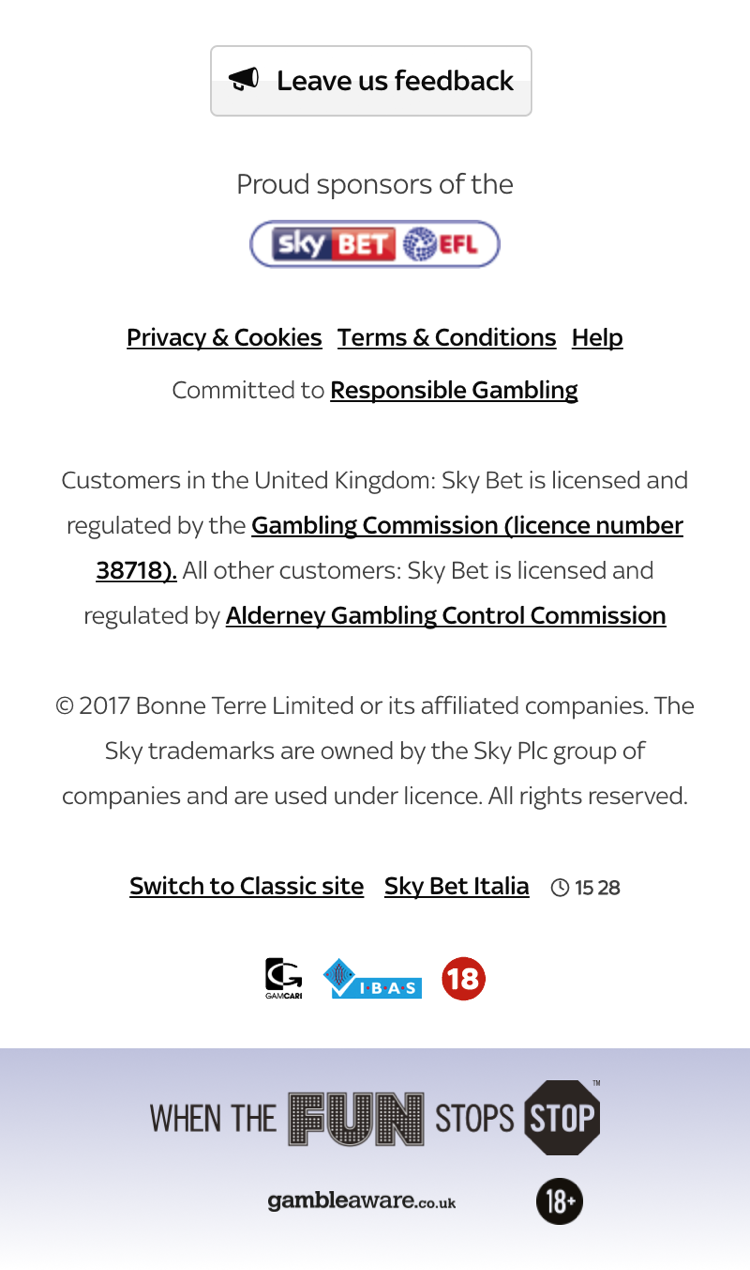 Leave us feedback
Proud sponsors of the
sky BET EFL
Privacy & Cookies Terms & Conditions Help
Committed to Responsible Gambling
Customers in the United Kingdom: Sky Bet is licensed and
regulated by the Gambling Commission (licence number
38718). All other customers: Sky Bet is licensed and
regulated by Alderney Gambling Control Commission
© 2017 Bonne Terre Limited or its affiliated companies. The
Sky trademarks are owned by the Sky Plc group of
companies and are used under licence. All rights reserved.
Switch to Classic site Sky Bet Italia 15 28
GAMCARE I·B·A·S 18
WHEN THE FUN STOPS STOP ™
gambleaware.co.uk 18+